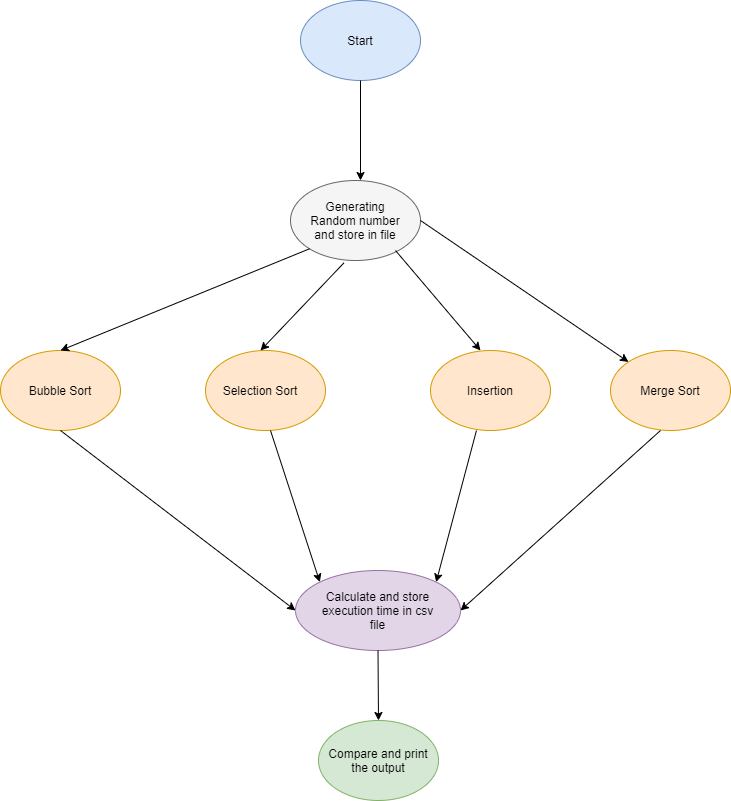 Start
Generating
Random number
and store in file
Bubble Sort
Selection Sort
Insertion
Merge Sort
Calculate and store
execution time in csv
file
Compare and print
the output